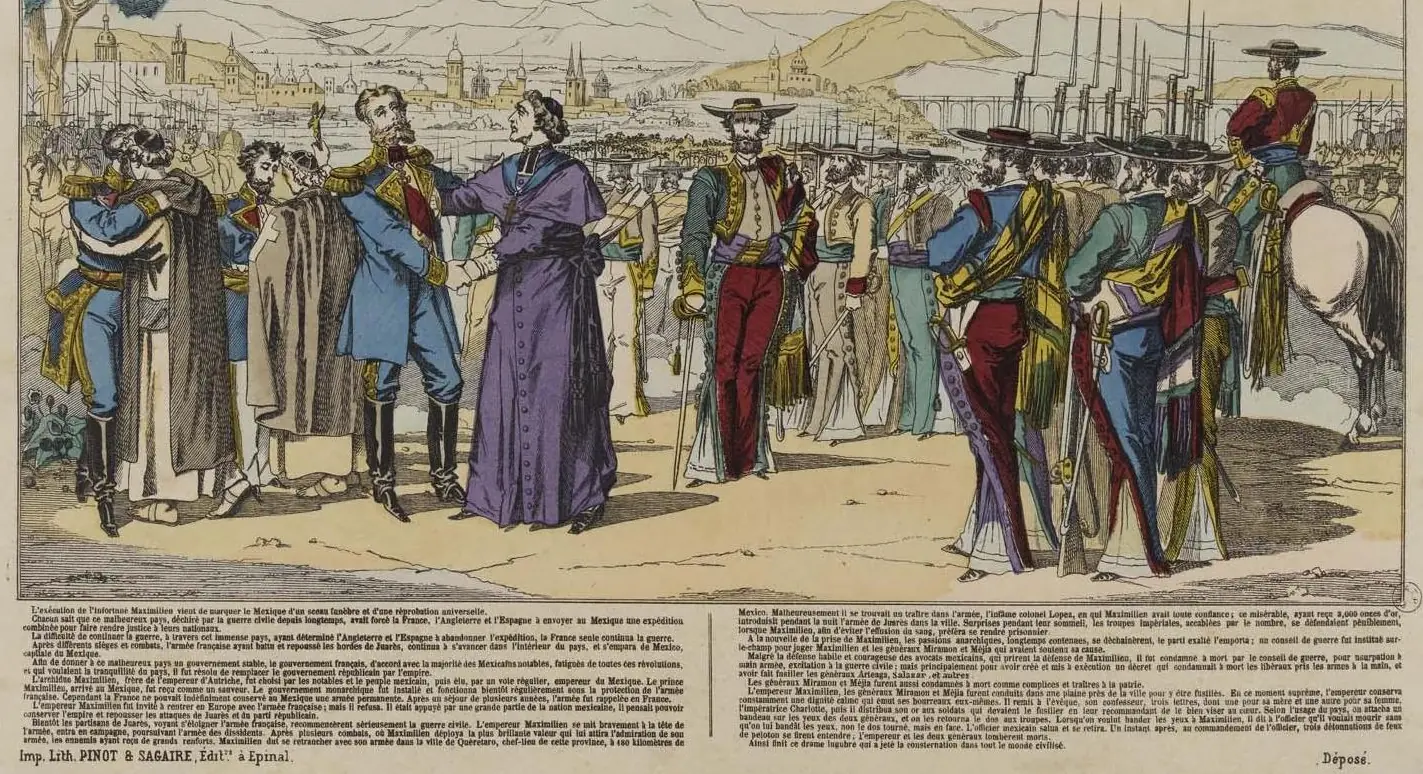 L'exécution de l'infortuné Maximilien vient de marquer le Mexique d'un sceau funèbre et d'une réprobation universelle.
Chacun sait que ce malheureux pays, déchiré par la guerre civile depuis longtemps, avait forcé la France, l'Angleterre et l'Espagne à envoyer au Mexique une expédition
combinée pour faire rendre justice à leurs nationaux.
La difficulté de continuer la guerre, à travers cet immense pays, ayant déterminé l'Angleterre et l'Espagne à abandonner l'expédition, la France seule continua la guerre.
Après différents sièges et combats, l'armée française ayant battu et repoussé les hordes de Juarès, continua à s'avancer dans l'intérieur du pays, et s'empara de Mexico,
capitale du Mexique.
Afin de donner à ce malheureux pays un gouvernement stable, le gouvernement français, d'accord avec la majorité des Mexicains notables, fatigués de toutes ces révolutions,
et qui voulaient la tranquilité du pays, il fut résolu de remplacer le gouvernement républicain par l'empire.
L'archiduc Maximilien, frère de l'empereur d'Autriche, fut choisi par les notables et le peuple mexicain, puis élu, par un vote régulier, empereur du Mexique. Le prince
Maximilien, arrivé au Mexique, fut reçu comme un sauveur. Le gouvernement monarchique fut installé et fonctionna bientôt régulièrement sous la protection de l'armée
française. Cependant la France ne pouvait indéfiniment conserver au Mexique une armée permanente. Après un séjour de plusieurs années, l'armée fut rappelée en France.
L'empereur Maximilien fut invité à rentrer en Europe avec l'armée française; mais il refusa. Il était appuyé par une grande partie de la nation mexicaine, il pensait pouvoir
conserver l'empire et repousser les attaques de Juarès et du parti républicain.
Bientôt les partisans de Juarès, voyant s'éloigner l'armée française, recommencèrent sérieusement la guerre civile. L'empereur Maximilien se mit bravement à la tête de
l'armée, entra en campagne, poursuivant l'armée des dissidents. Après plusieurs combats, où Maximilien déploya la plus brillante valeur qui lui attira l'admiration de son
armée, les ennemis ayant reçu de grands renforts, Maximilien dut se retrancher avec son armée dans la ville de Quéretaro, chef-lieu de cette province, à 480 kilomètres de
Mexico. Malheureusement il se trouvait un traître dans l'armée, l'infâme colonel Lopez, en qui Maximilien avait toute confiance; ce misérable, ayant reçu 3,000 onces d'or,
introduisit pendant la nuit l'armée de Juarès dans la ville. Surprises pendant leur sommeil, les troupes impériales, accablées par le nombre, se défendaient péniblement,
lorsque Maximilien, afin d'éviter l'effusion du sang, préféra se rendre prisonnier.
A la nouvelle de la prise de Maximilien, les passions anarchiques, longtemps contenues, se déchaînèrent, le parti exalté l'emporta; un conseil de guerre fut institué sur-
le-champ pour juger Maximilien et les généraux Miramon et Méjia qui avaient soutenu sa cause.
Malgré la défense habile et courageuse des avocats mexicains, qui prirent la défense de Maximilien, il fut condamné à mort par le conseil de guerre, pour usurpation à
main armée, excitation à la guerre civile; mais principalement pour avoir créé et mis à exécution un décret qui condamnait à mort les libéraux pris les armes à la main, et
avoir fait fusiller les généraux Arteaga, Salazar, et autres.
Les généraux Miramon et Méjia furent aussi condamnés à mort comme complices et traîtres à la patrie.
L'empereur Maximilien, les généraux Miramon et Méjia furent conduits dans une plaine près de la ville pour y être fusillés. En ce moment suprême, l'empereur conserva
constamment une dignité calme qui émut ses bourreaux eux-mêmes. Il remit à l'évêque, son confesseur, trois lettres, dont une pour sa mère et une autre pour sa femme,
l'impératrice Charlotte, puis il distribua son or aux soldats qui devaient le fusiller en leur recommandant de le bien viser au cœur. Selon l'usage du pays, on attacha un
bandeau sur les yeux des deux généraux, et on les retourna le dos aux troupes. Lorsqu'on voulut bander les yeux à Maximilien, il dit à l'officier qu'il voulait mourir sans
qu'on lui bandât les yeux, non le dos tourné, mais en face. L'officier mexicain salua et se retira. Un instant après, au commandement de l'officier, trois détonnations de feux
de peloton se firent entendre; l'empereur et les deux généraux tombèrent morts.
Ainsi finit ce drame lugubre qui a jeté la consternation dans tout le monde civilisé.
Imp. Lith. PINOT & SAGAIRE, Édit.rs à Epinal.
Déposé.